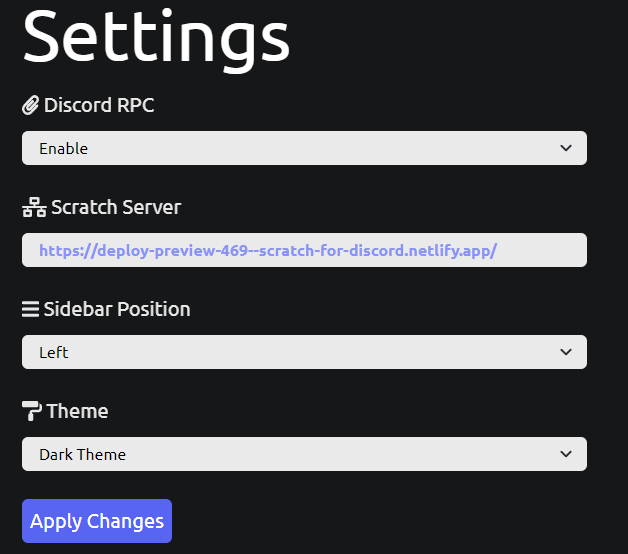 Settings
Discord RPC
Enable
Scratch Server
https://deploy-preview-469--scratch-for-discord.netlify.app/
Sidebar Position
Left
Theme
Dark Theme
Apply Changes